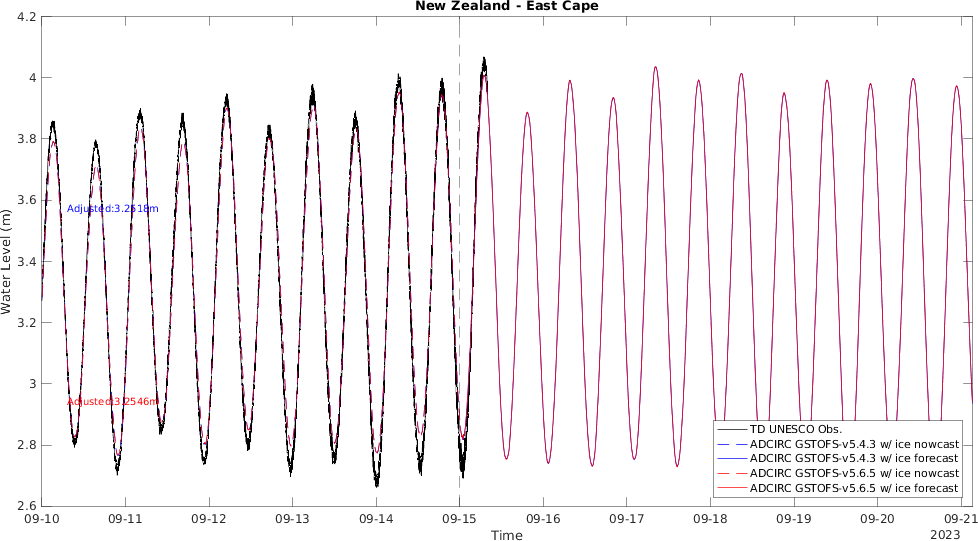 New Zealand - East Cape
4.2
4
3.8
3.6
3.4
3.2
3
2.8
2.6
Water Level (m)
Adjusted:3.2518m
Adjusted:3.2546m
TD UNESCO Obs.
ADCIRC GSTOFS-v5.4.3 w/ ice nowcast
ADCIRC GSTOFS-v5.4.3 w/ ice forecast
ADCIRC GSTOFS-v5.6.5 w/ ice nowcast
ADCIRC GSTOFS-v5.6.5 w/ ice forecast
09-10 09-11 09-12 09-13 09-14 09-15 09-16 09-17 09-18 09-19 09-20 09-21
Time
2023